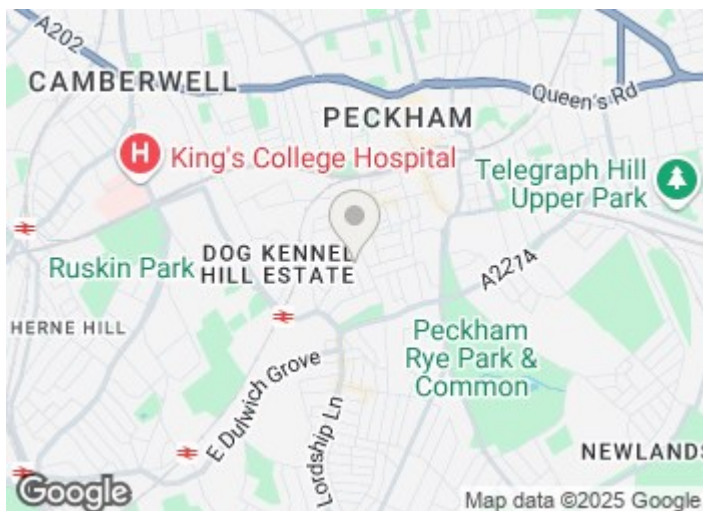 A202
CAMBERWELL
PECKHAM
Queen's Rd
H
King's College Hospital
Telegraph Hill
Upper Park
DOG KENNEL
HILL ESTATE
Ruskin Park
A2214
HERNE HILL
Peckham
Rye Park &
Common
E Dulwich Grove
Lordship Ln
NEWLANDS
Google
Map data ©2025 Google